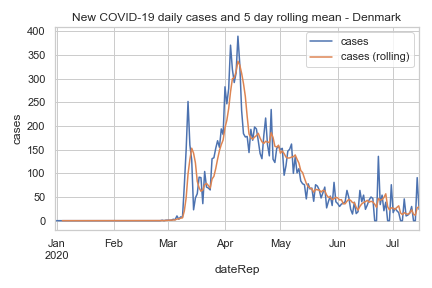 New COVID-19 daily cases and 5 day rolling mean - Denmark
cases
cases (rolling)
400
350
300
250
200
150
100
50
0
cases
Jan
2020
Feb
Mar
Apr
May
Jun
Jul
dateRep